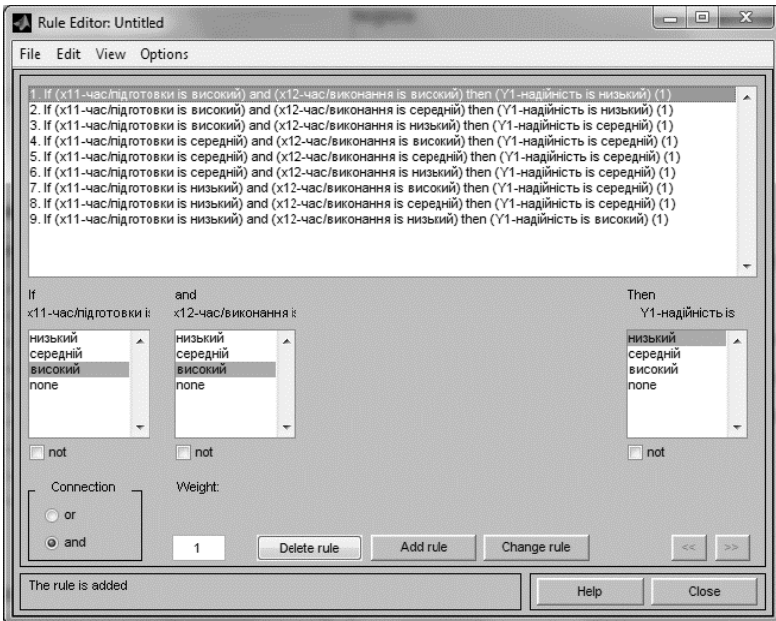 Rule Editor: Untitled
File Edit View Options
1. If (x11-час/підготовки is високий) and (x12-час/виконання is високий) then (Y1-надійність is низький) (1)
2. If (x11-час/підготовки is високий) and (x12-час/виконання is середній) then (Y1-надійність is низький) (1)
3. If (x11-час/підготовки is високий) and (x12-час/виконання is низький) then (Y1-надійність is середній) (1)
4. If (x11-час/підготовки is середній) and (x12-час/виконання is високий) then (Y1-надійність is середній) (1)
5. If (x11-час/підготовки is середній) and (x12-час/виконання is середній) then (Y1-надійність is середній) (1)
6. If (x11-час/підготовки is середній) and (x12-час/виконання is низький) then (Y1-надійність is середній) (1)
7. If (x11-час/підготовки is низький) and (x12-час/виконання is високий) then (Y1-надійність is середній) (1)
8. If (x11-час/підготовки is низький) and (x12-час/виконання is середній) then (Y1-надійність is середній) (1)
9. If (x11-час/підготовки is низький) and (x12-час/виконання is низький) then (Y1-надійність is високий) (1)
If and Then
x11-час/підготовки is x12-час/виконання is Y1-надійність is
низький низький низький
середній середній середній
високий високий високий
none none none
not not not
Connection Weight:
or
and 1 Delete rule Add rule Change rule << >>
The rule is added Help Close